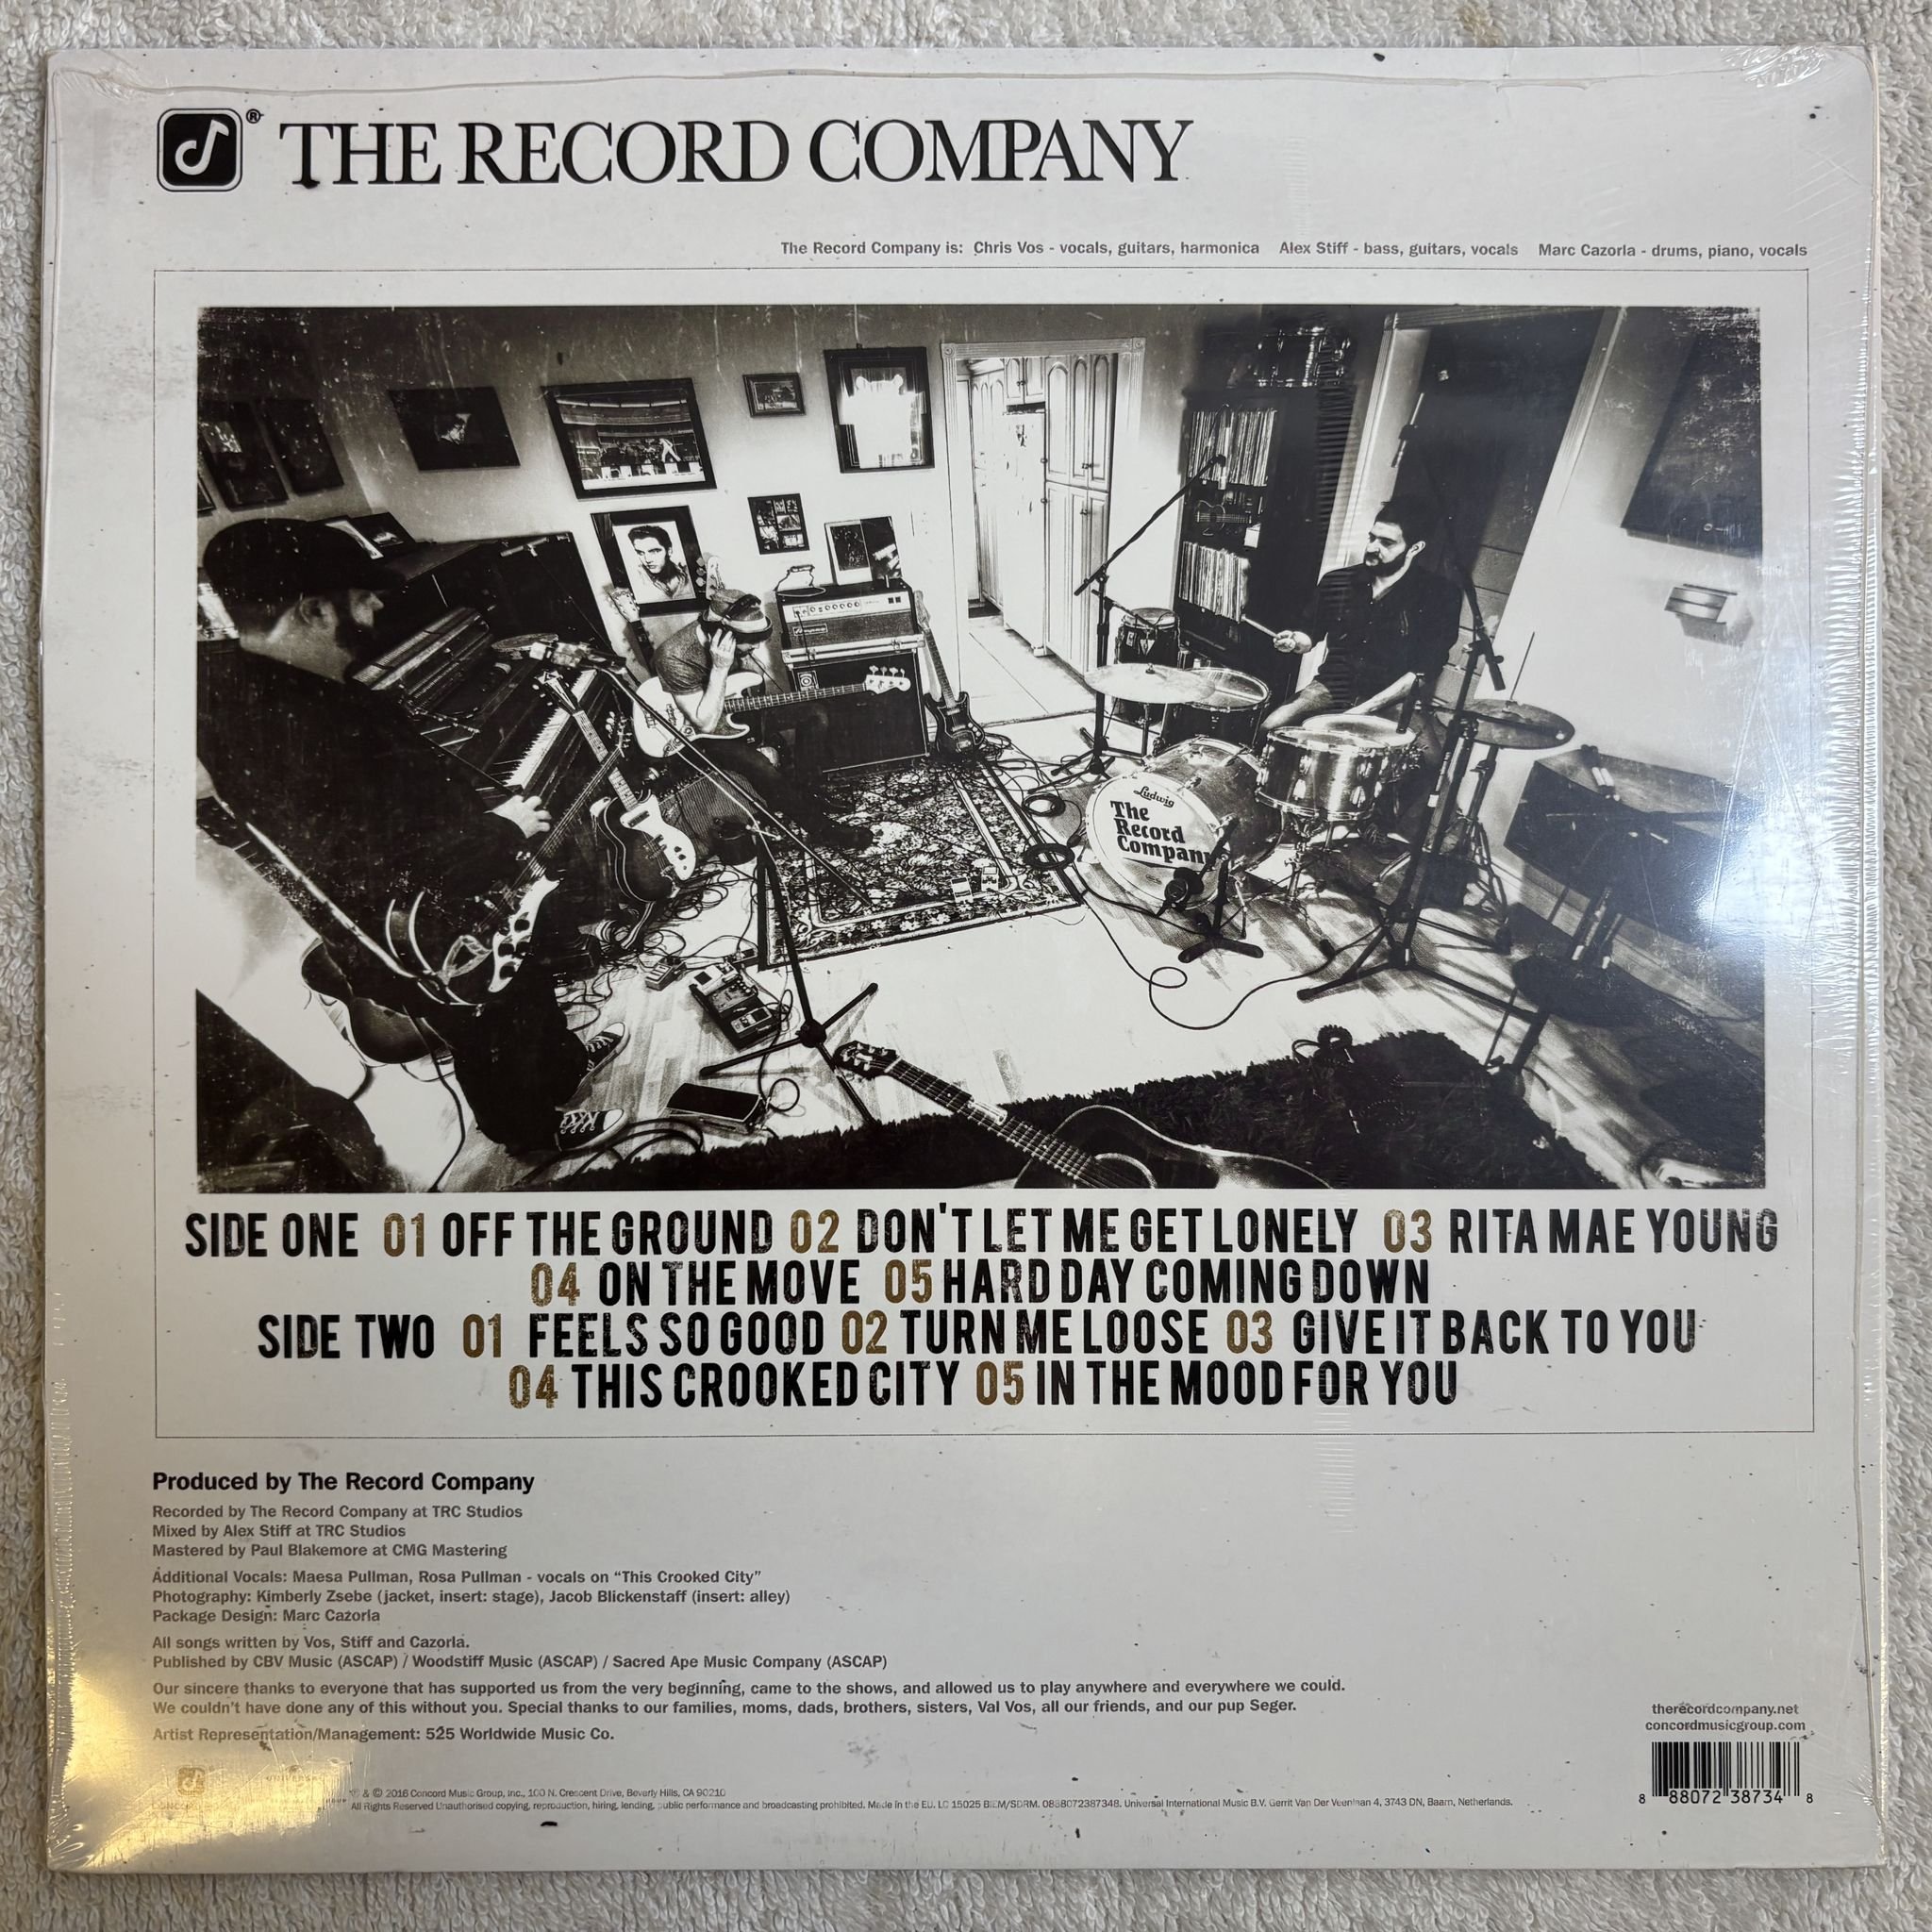 ® THE RECORD COMPANY
The Record Company is: Chris Vos - vocals, guitars, harmonica Alex Stiff - bass, guitars, vocals Marc Cazorla - drums, piano, vocals
Ampeg
Ludwig
The
Record
Company
SIDE ONE 01 OFF THE GROUND 02 DON'T LET ME GET LONELY 03 RITA MAE YOUNG
04 ON THE MOVE 05 HARD DAY COMING DOWN
SIDE TWO 01 FEELS SO GOOD 02 TURN ME LOOSE 03 GIVE IT BACK TO YOU
04 THIS CROOKED CITY 05 IN THE MOOD FOR YOU
Produced by The Record Company
Recorded by The Record Company at TRC Studios
Mixed by Alex Stiff at TRC Studios
Mastered by Paul Blakemore at CMG Mastering
Additional Vocals: Maesa Pullman, Rosa Pullman - vocals on “This Crooked City”
Photography: Kimberly Zsebe (jacket, insert: stage), Jacob Blickenstaff (insert: alley)
Package Design: Marc Cazorla
All songs written by Vos, Stiff and Cazorla.
Published by CBV Music (ASCAP) / Woodstiff Music (ASCAP) / Sacred Ape Music Company (ASCAP)
Our sincere thanks to everyone that has supported us from the very beginning, came to the shows, and allowed us to play anywhere and everywhere we could.
We couldn't have done any of this without you. Special thanks to our families, moms, dads, brothers, sisters, Val Vos, all our friends, and our pup Seger.
Artist Representation/Management: 525 Worldwide Music Co.
therecordcompany.net
concordmusicgroup.com
℗ & © 2016 Concord Music Group, Inc., 100 N. Crescent Drive, Beverly Hills, CA 90210
All Rights Reserved Unauthorised copying, reproduction, hiring, lending, public performance and broadcasting prohibited. Made in the EU. LC 15025 BIEM/SDRM. 0888072387348. Universal International Music B.V. Gerrit Van Der Veenlaan 4, 3743 DN, Baarn, Netherlands.
8 88072 38734 8